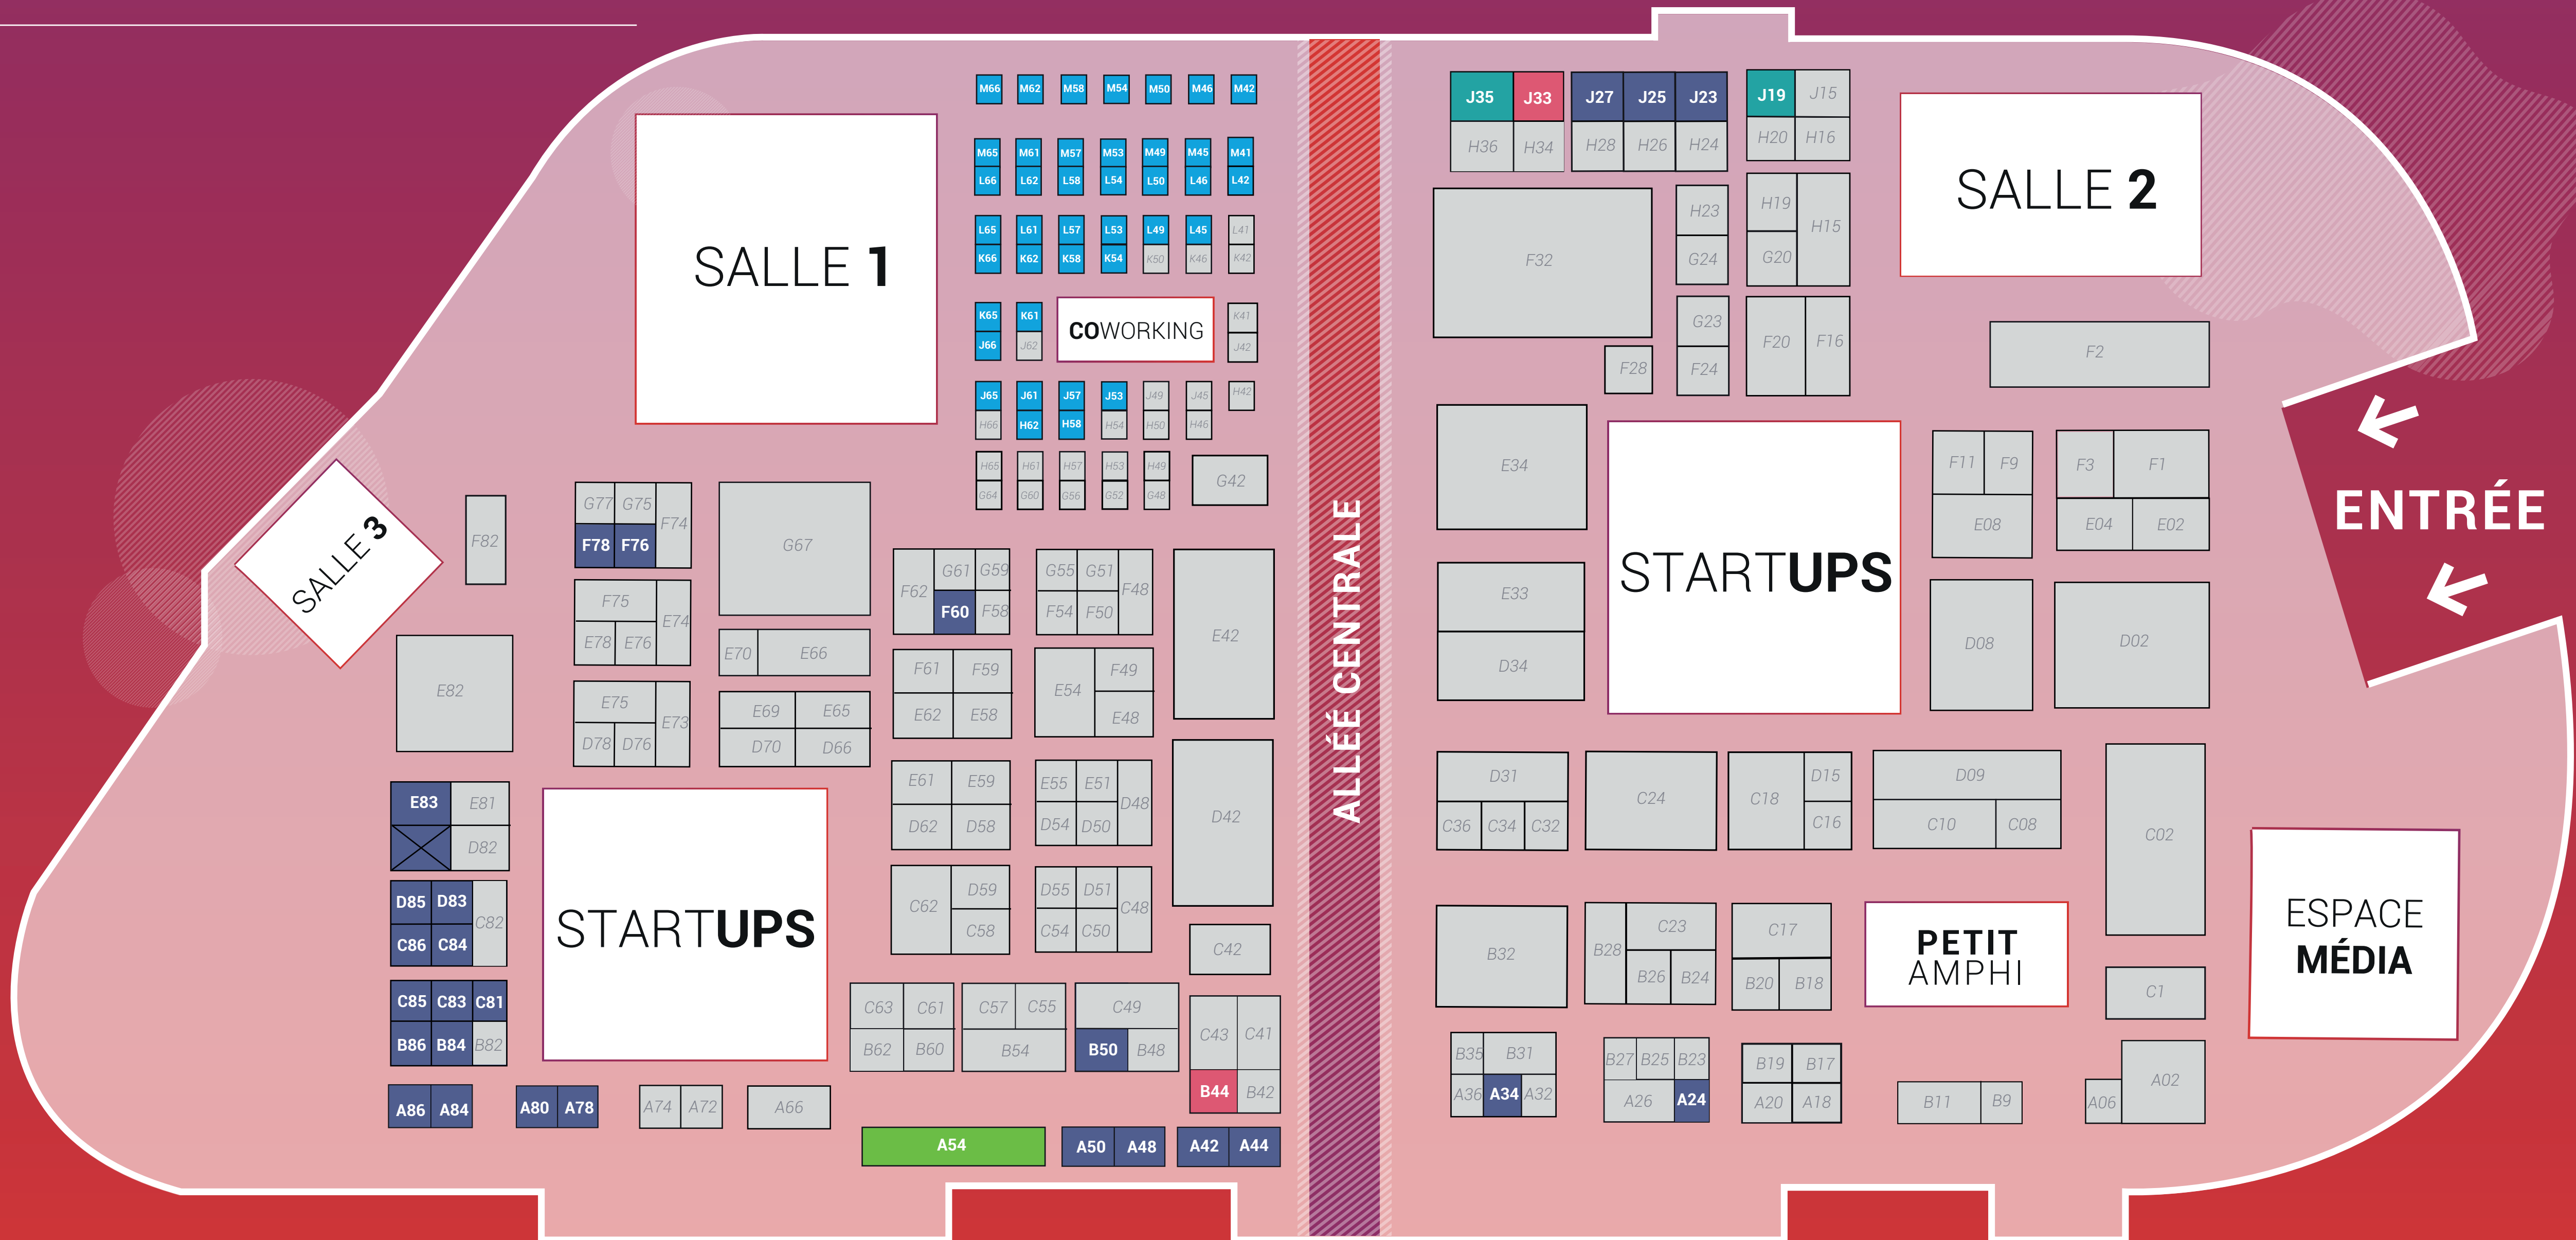 M66 M62 M58 M54 M50 M46 M42
M65 M61 M57 M53 M49 M45 M41
L66 L62 L58 L54 L50 L46 L42
L65 L61 L57 L53 L49 L45 L41
K66 K62 K58 K54 K50 K46 K42
SALLE 1
K65 K61 K41
COWORKING
J66 J62 J42
J65 J61 J57 J53 J49 J45 H42
H66 H62 H58 H54 H50 H46
H65 H61 H57 H53 H49
G64 G60 G56 G52 G48
G42
SALLE 3
F82
G77 G75 F74
F78 F76
G67
F75 E74
E78 E76
E70 E66
E82
E75 E73
D78 D76
E69 E65
D70 D66
F62 G61 G59
F60 F58
G55 G51 F48
F54 F50
E42
F61 F59
E62 E58
E54 F49
E48
E61 E59
D62 D58
E55 E51 D48
D54 D50
D42
C62 D59
C58
D55 D51 C48
C54 C50
C42
E83 E81
D82
D85 D83 C82
C86 C84
C85 C83 C81
B86 B84 B82
STARTUPS
A86 A84
A80 A78
A74 A72
A66
C63 C61
B62 B60
C57 C55
B54
C49
B50 B48
C43 C41
B44 B42
A54
A50 A48
A42 A44
ALLÉÉ CENTRALE
J35 J33
H36 H34
J27 J25 J23
H28 H26 H24
J19 J15
H20 H16
SALLE 2
F32
H23
G24
H19 H15
G20
G23
F24
F28
F20 F16
F2
E34
STARTUPS
E33
D34
F11 F9
E08
F3 F1
E04 E02
ENTRÉE
D08
D02
D31
C36 C34 C32
C24
C18 D15
C16
D09
C10 C08
C02
B32
B28 C23
B26 B24
C17
B20 B18
PETIT
AMPHI
C1
ESPACE
MÉDIA
B35 B31
A36 A34 A32
B27 B25 B23
A26 A24
B19 B17
A20 A18
B11 B9
A06 A02